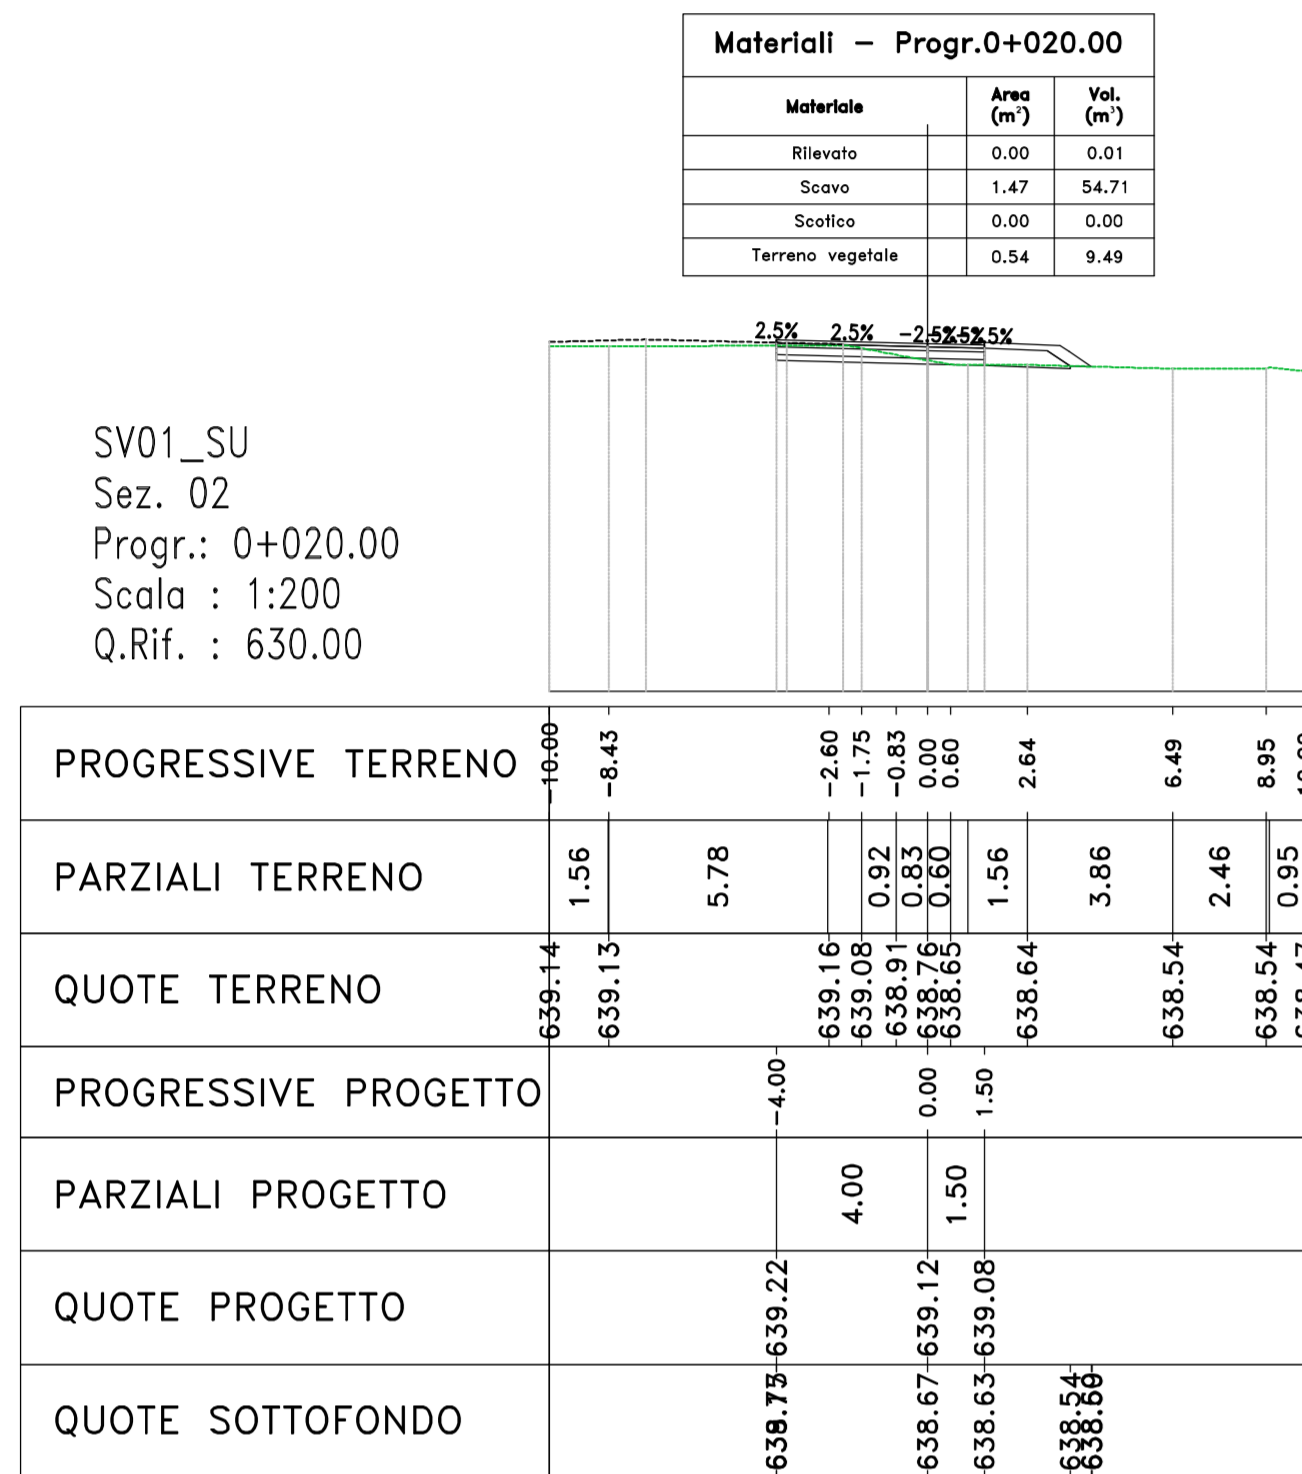 Materiali – Progr.0+020.00
Materiale Area (m²) Vol. (m³)
Rilevato 0.00 0.01
Scavo 1.47 54.71
Scotico 0.00 0.00
Terreno vegetale 0.54 9.49
2.5% 2.5% -2.5%
SV01_SU
Sez. 02
Progr.: 0+020.00
Scala : 1:200
Q.Rif. : 630.00
PROGRESSIVE TERRENO -10.00 -8.43 -2.60 -1.75 -0.83 0.00 0.60 2.64 6.49 8.95
PARZIALI TERRENO 1.56 5.78 0.92 0.83 0.60 1.56 3.86 2.46 0.95
QUOTE TERRENO 639.14 639.13 639.16 639.08 638.91 638.76 638.65 638.64 638.54 638.54
PROGRESSIVE PROGETTO -4.00 0.00 1.50
PARZIALI PROGETTO 4.00 1.50
QUOTE PROGETTO 639.22 639.12 639.08
QUOTE SOTTOFONDO 638.67 638.63 638.54 638.60